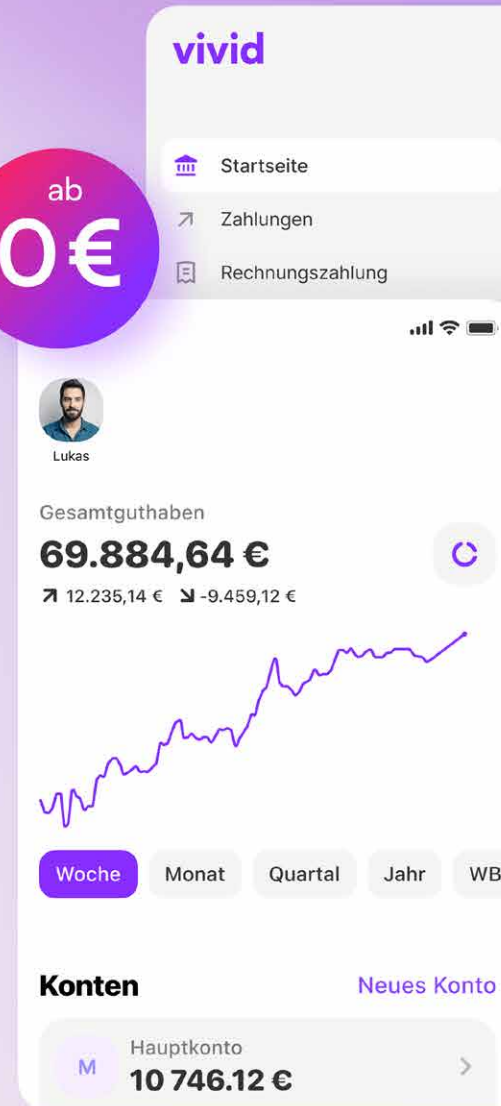 vivid
ab
0€
Startseite
Zahlungen
Rechnungszahlung
Lukas
Gesamtguthaben
69.884,64 €
12.235,14 € -9.459,12 €
Woche Monat Quartal Jahr WB
Konten Neues Konto
M
Hauptkonto
10 746.12 €